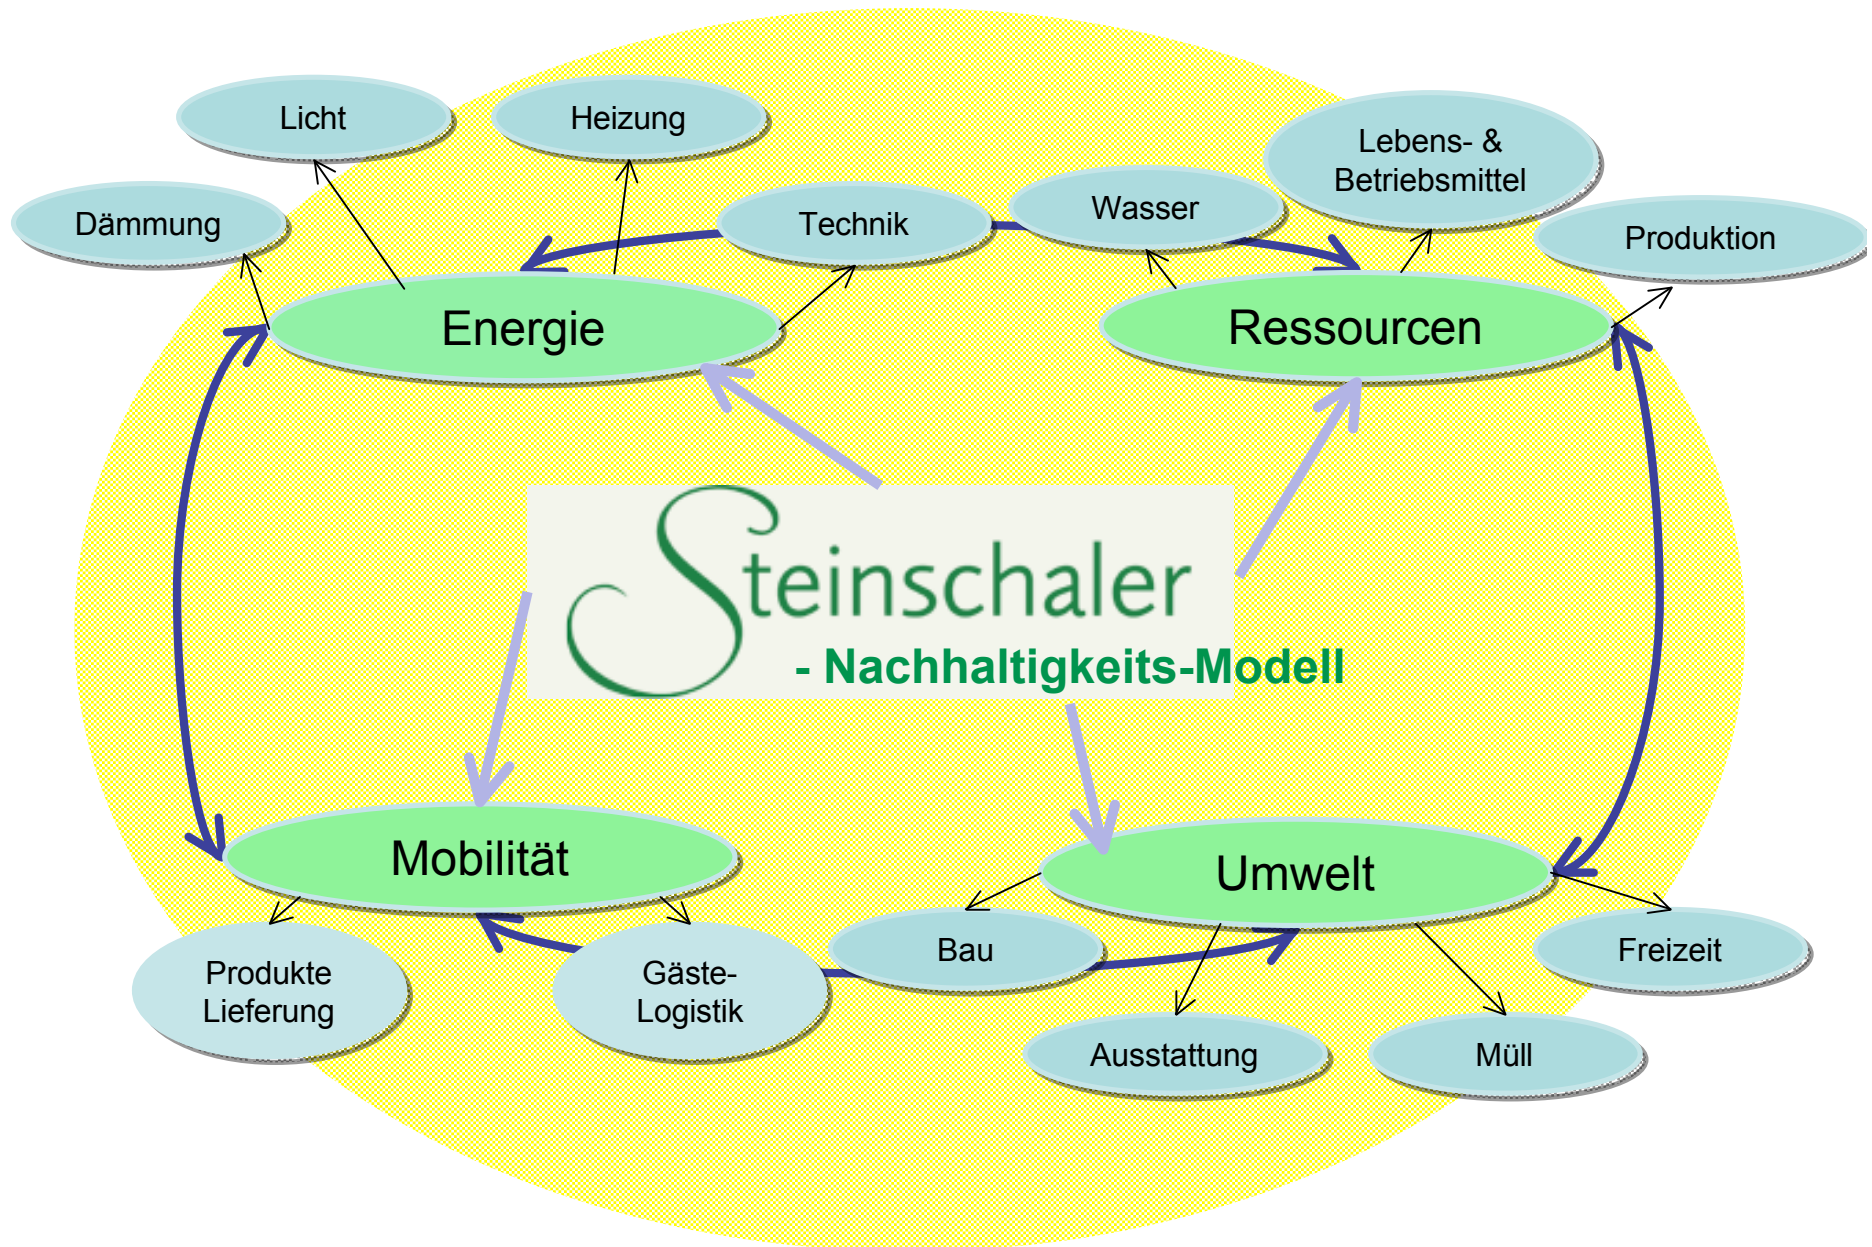 Licht
Heizung
Lebens- &
Betriebsmittel
Dämmung
Technik
Wasser
Produktion
Energie
Ressourcen
Steinschaler
- Nachhaltigkeits-Modell
Mobilität
Umwelt
Produkte
Lieferung
Gäste-
Logistik
Bau
Freizeit
Ausstattung
Müll